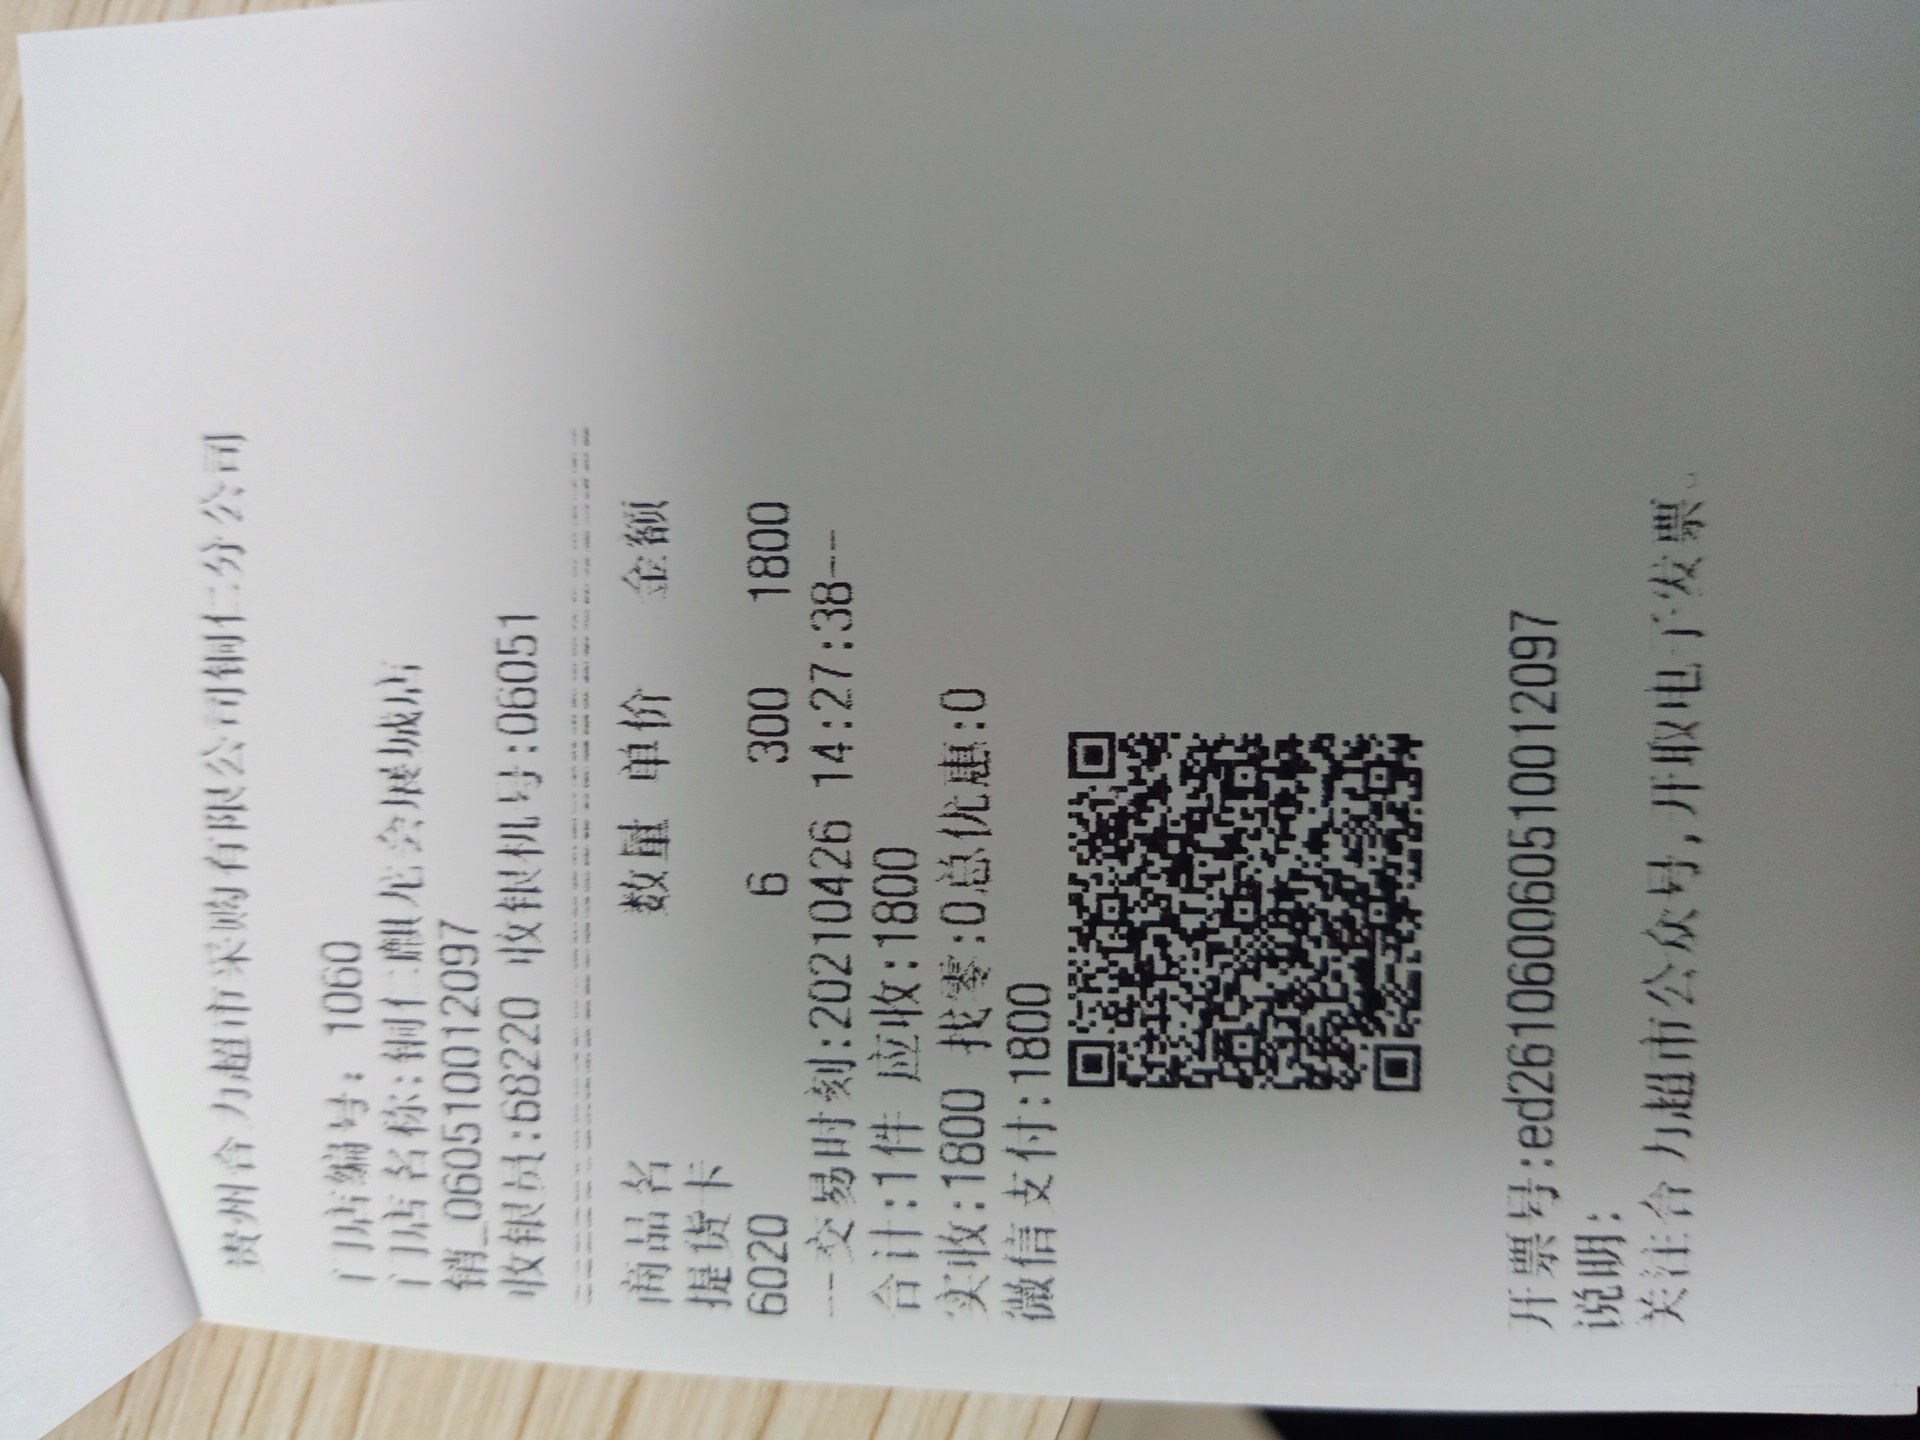 贵州合力超市采购有限公司铜仁分公司
门店编号: 1060
门店名称:铜仁麒龙会展城店
销_060510012097
收银员:68220 收银机号:06051
商品名 数量 单价 金额
提货卡
6020 6 300 1800
--交易时刻:20210426 14:27:38--
合计:1件 应收:1800
实收:1800 找零:0总优惠:0
微信支付:1800
开票号:ed261060060510012097
说明:
关注合力超市公众号,开取电子发票。